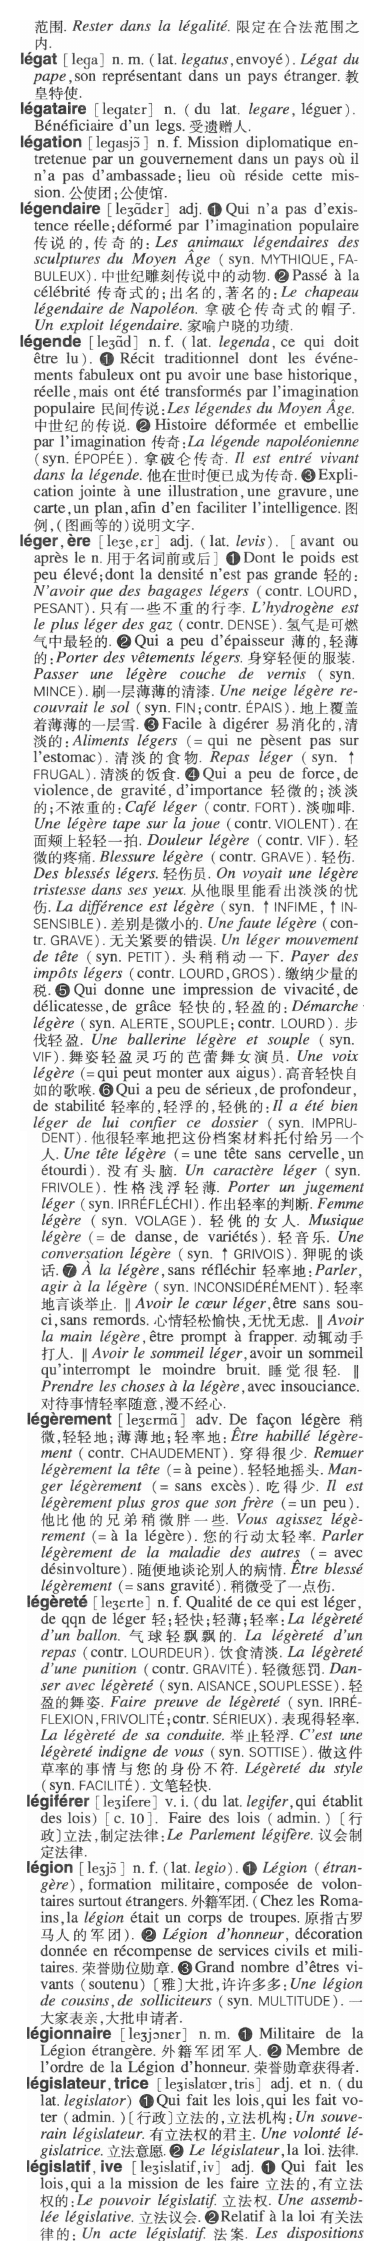 范围. Rester dans la légalité. 限定在合法范围之
内.
légat [lega] n. m. (lat. legatus, envoyé). Légat du
pape, son représentant dans un pays étranger. 教
皇特使.
légataire [legatɛr] n. (du lat. legare, léguer).
Bénéficiaire d'un legs. 受遗赠人.
légation [legasjɔ̃] n. f. Mission diplomatique en-
tretenue par un gouvernement dans un pays où il
n'a pas d'ambassade; lieu où réside cette mis-
sion. 公使团;公使馆.
légendaire [leʒɑ̃dɛr] adj. ❶ Qui n'a pas d'exis-
tence réelle; déformé par l'imagination populaire
传说的, 传奇的: Les animaux légendaires des
sculptures du Moyen Âge (syn. MYTHIQUE, FA-
BULEUX). 中世纪雕刻传说中的动物. ❷ Passé à la
célébrité 传奇式的; 出名的, 著名的: Le chapeau
légendaire de Napoléon. 拿破仑传奇式的帽子.
Un exploit légendaire. 家喻户晓的功绩.
légende [leʒɑ̃d] n. f. (lat. legenda, ce qui doit
être lu). ❶ Récit traditionnel dont les événe-
ments fabuleux ont pu avoir une base historique,
réelle, mais ont été transformés par l'imagination
populaire 民间传说: Les légendes du Moyen Âge.
中世纪的传说. ❷ Histoire déformée et embellie
par l'imagination 传奇: La légende napoléonienne
(syn. ÉPOPÉE). 拿破仑传奇. Il est entré vivant
dans la légende. 他在世时便已成为传奇. ❸ Expli-
cation jointe à une illustration, une gravure, une
carte, un plan, afin d'en faciliter l'intelligence. 图
例, (图画等的) 说明文字.
léger, ère [leʒe, ɛr] adj. (lat. levis). [avant ou
après le n. 用于名词前或后] ❶ Dont le poids est
peu élevé; dont la densité n'est pas grande 轻的:
N'avoir que des bagages légers (contr. LOURD,
PESANT). 只有一些不重的行李. L'hydrogène est
le plus léger des gaz (contr. DENSE). 氢气是可燃
气中最轻的. ❷ Qui a peu d'épaisseur 薄的, 轻薄
的: Porter des vêtements légers. 身穿轻便的服装.
Passer une légère couche de vernis (syn.
MINCE). 刷一层薄薄的清漆. Une neige légère re-
couvrait le sol (syn. FIN; contr. ÉPAIS). 地上覆盖
着薄薄的一层雪. ❸ Facile à digérer 易消化的, 清
淡的: Aliments légers (= qui ne pèsent pas sur
l'estomac). 清淡的食物. Repas léger (syn. ↑
FRUGAL). 清淡的饭食. ❹ Qui a peu de force, de
violence, de gravité, d'importance 轻微的; 淡淡
的; 不浓重的: Café léger (contr. FORT). 淡咖啡.
Une légère tape sur la joue (contr. VIOLENT). 在
面颊上轻轻一拍. Douleur légère (contr. VIF). 轻
微的疼痛. Blessure légère (contr. GRAVE). 轻伤.
Des blessés légers. 轻伤员. On voyait une légère
tristesse dans ses yeux. 从他眼里能看出淡淡的忧
伤. La différence est légère (syn. ↑ INFIME, ↑ IN-
SENSIBLE). 差别是微小的. Une faute légère (con-
tr. GRAVE). 无关紧要的错误. Un léger mouvement
de tête (syn. PETIT). 头稍稍动一下. Payer des
impôts légers (contr. LOURD, GROS). 缴纳少量的
税. ❺ Qui donne une impression de vivacité, de
délicatesse, de grâce 轻快的, 轻盈的: Démarche
légère (syn. ALERTE, SOUPLE; contr. LOURD). 步
伐轻盈. Une ballerine légère et souple (syn.
VIF). 舞姿轻盈灵巧的芭蕾舞女演员. Une voix
légère (= qui peut monter aux aigus). 高音轻快自
如的歌喉. ❻ Qui a peu de sérieux, de profondeur,
de stabilité 轻率的, 轻浮的, 轻佻的: Il a été bien
léger de lui confier ce dossier (syn. IMPRU-
DENT). 他很轻率地把这份档案材料托付给另一个
人. Une tête légère (= une tête sans cervelle, un
étourdi). 没有头脑. Un caractère léger (syn.
FRIVOLE). 性格浅浮轻薄. Porter un jugement
léger (syn. IRRÉFLÉCHI). 作出轻率的判断. Femme
légère (syn. VOLAGE). 轻佻的女人. Musique
légère (= de danse, de variétés). 轻音乐. Une
conversation légère (syn. ↑ GRIVOIS). 狎昵的谈
话. ❼ À la légère, sans réfléchir 轻率地: Parler,
agir à la légère (syn. INCONSIDÉRÉMENT). 轻率
地言谈举止. ‖ Avoir le cœur léger, être sans sou-
ci, sans remords. 心情轻松愉快, 无忧无虑. ‖ Avoir
la main légère, être prompt à frapper. 动辄动手
打人. ‖ Avoir le sommeil léger, avoir un sommeil
qu'interrompt le moindre bruit. 睡觉很轻. ‖
Prendre les choses à la légère, avec insouciance.
对待事情轻率随意, 漫不经心.
légèrement [leʒɛrmɑ̃] adv. De façon légère 稍
微, 轻轻地; 薄薄地; 轻率地: Être habillé légère-
ment (contr. CHAUDEMENT). 穿得很少. Remuer
légèrement la tête (= à peine). 轻轻地摇头. Man-
ger légèrement (= sans excès). 吃得少. Il est
légèrement plus gros que son frère (= un peu).
他比他的兄弟稍微胖一些. Vous agissez légè-
rement (= à la légère). 您的行动太轻率. Parler
légèrement de la maladie des autres (= avec
désinvolture). 随便地谈论别人的病情. Être blessé
légèrement (= sans gravité). 稍微受了一点伤.
légèreté [leʒɛrte] n. f. Qualité de ce qui est léger,
de qqn de léger 轻; 轻快; 轻薄; 轻率: La légèreté
d'un ballon. 气球轻飘飘的. La légèreté d'un
repas (contr. LOURDEUR). 饮食清淡. La légèreté
d'une punition (contr. GRAVITÉ). 轻微惩罚. Dan-
ser avec légèreté (syn. AISANCE, SOUPLESSE). 轻
盈的舞姿. Faire preuve de légèreté (syn. IRRÉ-
FLEXION, FRIVOLITÉ; contr. SÉRIEUX). 表现得轻率.
La légèreté de sa conduite. 举止轻浮. C'est une
légèreté indigne de vous (syn. SOTTISE). 做这件
草率的事情与您的身份不符. Légèreté du style
(syn. FACILITÉ). 文笔轻快.
légiférer [leʒifere] v. i. (du lat. legifer, qui établit
des lois) [c. 10]. Faire des lois (admin.) [行
政]立法, 制定法律: Le Parlement légifère. 议会制
定法律.
légion [leʒjɔ̃] n. f. (lat. legio). ❶ Légion (étran-
gère), formation militaire, composée de volon-
taires surtout étrangers. 外籍军团. (Chez les Roma-
ins, la légion était un corps de troupes. 原指古罗
马人的军团). ❷ Légion d'honneur, décoration
donnée en récompense de services civils et mili-
taires. 荣誉勋位勋章. ❸ Grand nombre d'êtres vi-
vants (soutenu) [雅]大批, 许许多多: Une légion
de cousins, de solliciteurs (syn. MULTITUDE). 一
大家表亲, 大批申请者.
légionnaire [leʒjɔnɛr] n. m. ❶ Militaire de la
Légion étrangère. 外籍军团军人. ❷ Membre de
l'ordre de la Légion d'honneur. 荣誉勋章获得者.
législateur, trice [leʒislatœr, tris] adj. et n. (du
lat. legislator) ❶ Qui fait les lois, qui les fait vo-
ter (admin.) [行政]立法的, 立法机构: Un souve-
rain législateur. 有立法权的君主. Une volonté lé-
gislatrice. 立法意愿. ❷ Le législateur, la loi. 法律.
législatif, ive [leʒislatif, iv] adj. ❶ Qui fait les
lois, qui a la mission de les faire 立法的, 有立法
权的: Le pouvoir législatif. 立法权. Une assemb-
lée législative. 立法议会. ❷ Relatif à la loi 有关法
律的: Un acte législatif. 法案. Les dispositions